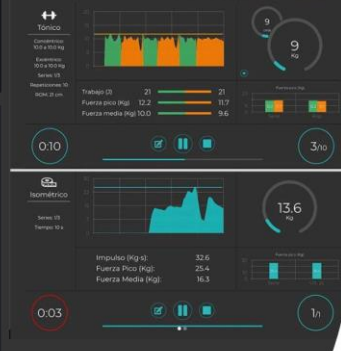 Tónico
Concéntrico:
10.0 a 10.0 Kg
Excéntrico:
10.0 a 10.0 Kg
Series 1/3
Repeticiones: 10
ROM: 21 cm
Trabajo (J) 21 21
Fuerza pico (Kg) 12.2 11.7
Fuerza media (Kg) 10.0 9.6
9
9
Kg
0:10
3/10
Isométrico
Series 1/3
Tiempo: 10 s
Impulso (Kg·s): 32.6
Fuerza Pico (Kg): 25.4
Fuerza Media (Kg): 16.3
13.6
Kg
0:03
1/1